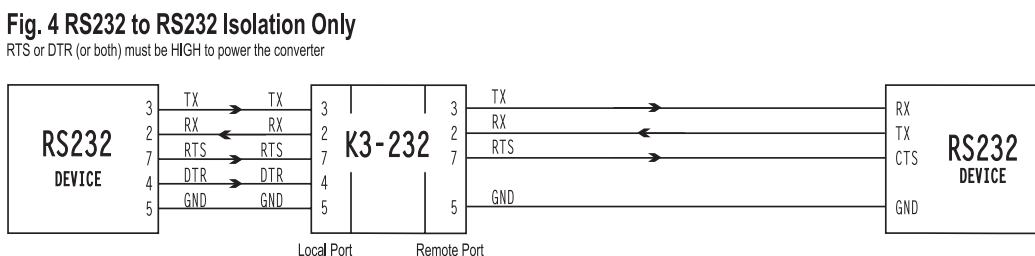 Fig. 4 RS232 to RS232 Isolation Only
RTS or DTR (or both) must be HIGH to power the converter
RS232
DEVICE
3 TX TX 3
2 RX RX 2
7 RTS RTS 7
4 DTR DTR 4
5 GND GND 5
K3-232
3 TX RX
2 RX TX
7 RTS CTS
5 GND GND
RS232
DEVICE
Local Port
Remote Port